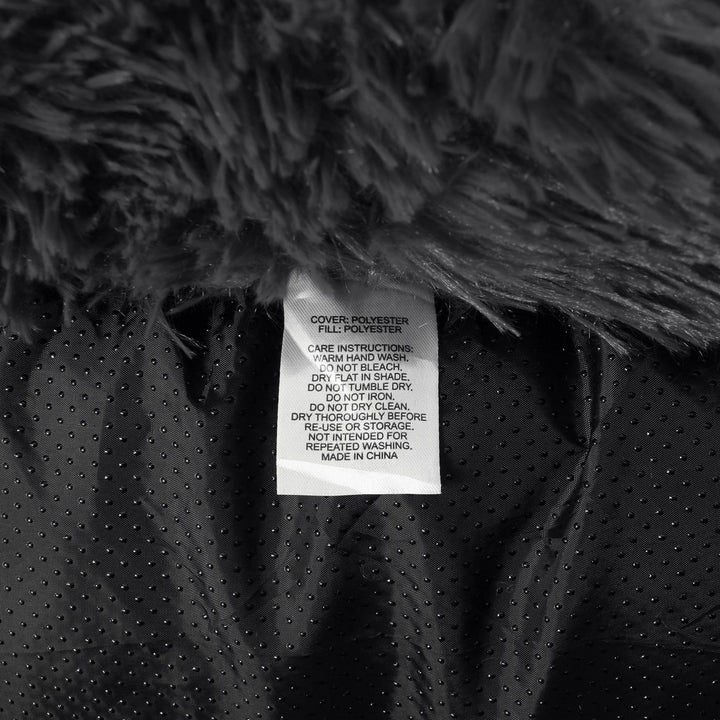 COVER: POLYESTER
FILL: POLYESTER
CARE INSTRUCTIONS:
WARM HAND WASH.
DO NOT BLEACH.
DRY FLAT IN SHADE.
DO NOT TUMBLE DRY.
DO NOT IRON.
DO NOT DRY CLEAN.
DRY THOROUGHLY BEFORE
RE-USE OR STORAGE.
NOT INTENDED FOR
REPEATED WASHING.
MADE IN CHINA